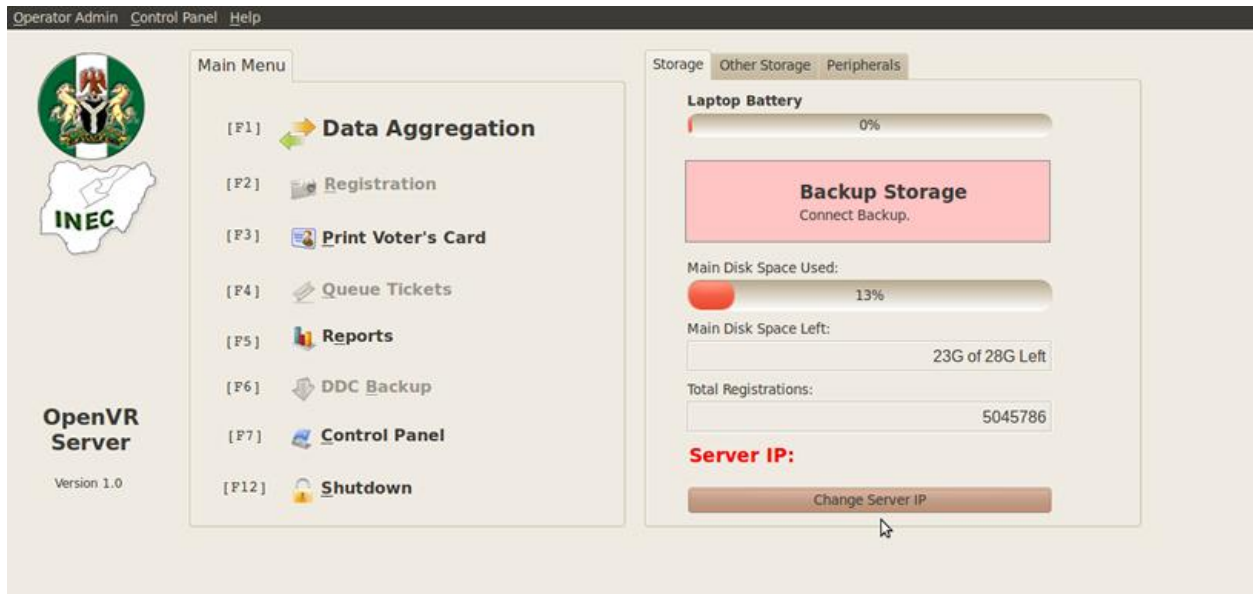 Operator Admin Control Panel Help
Main Menu
[F1] Data Aggregation
[F2] Registration
[F3] Print Voter's Card
[F4] Queue Tickets
[F5] Reports
[F6] DDC Backup
[F7] Control Panel
[F12] Shutdown
INEC
OpenVR
Server
Version 1.0
Storage Other Storage Peripherals
Laptop Battery
0%
Backup Storage
Connect Backup.
Main Disk Space Used:
13%
Main Disk Space Left:
23G of 28G Left
Total Registrations:
5045786
Server IP:
Change Server IP